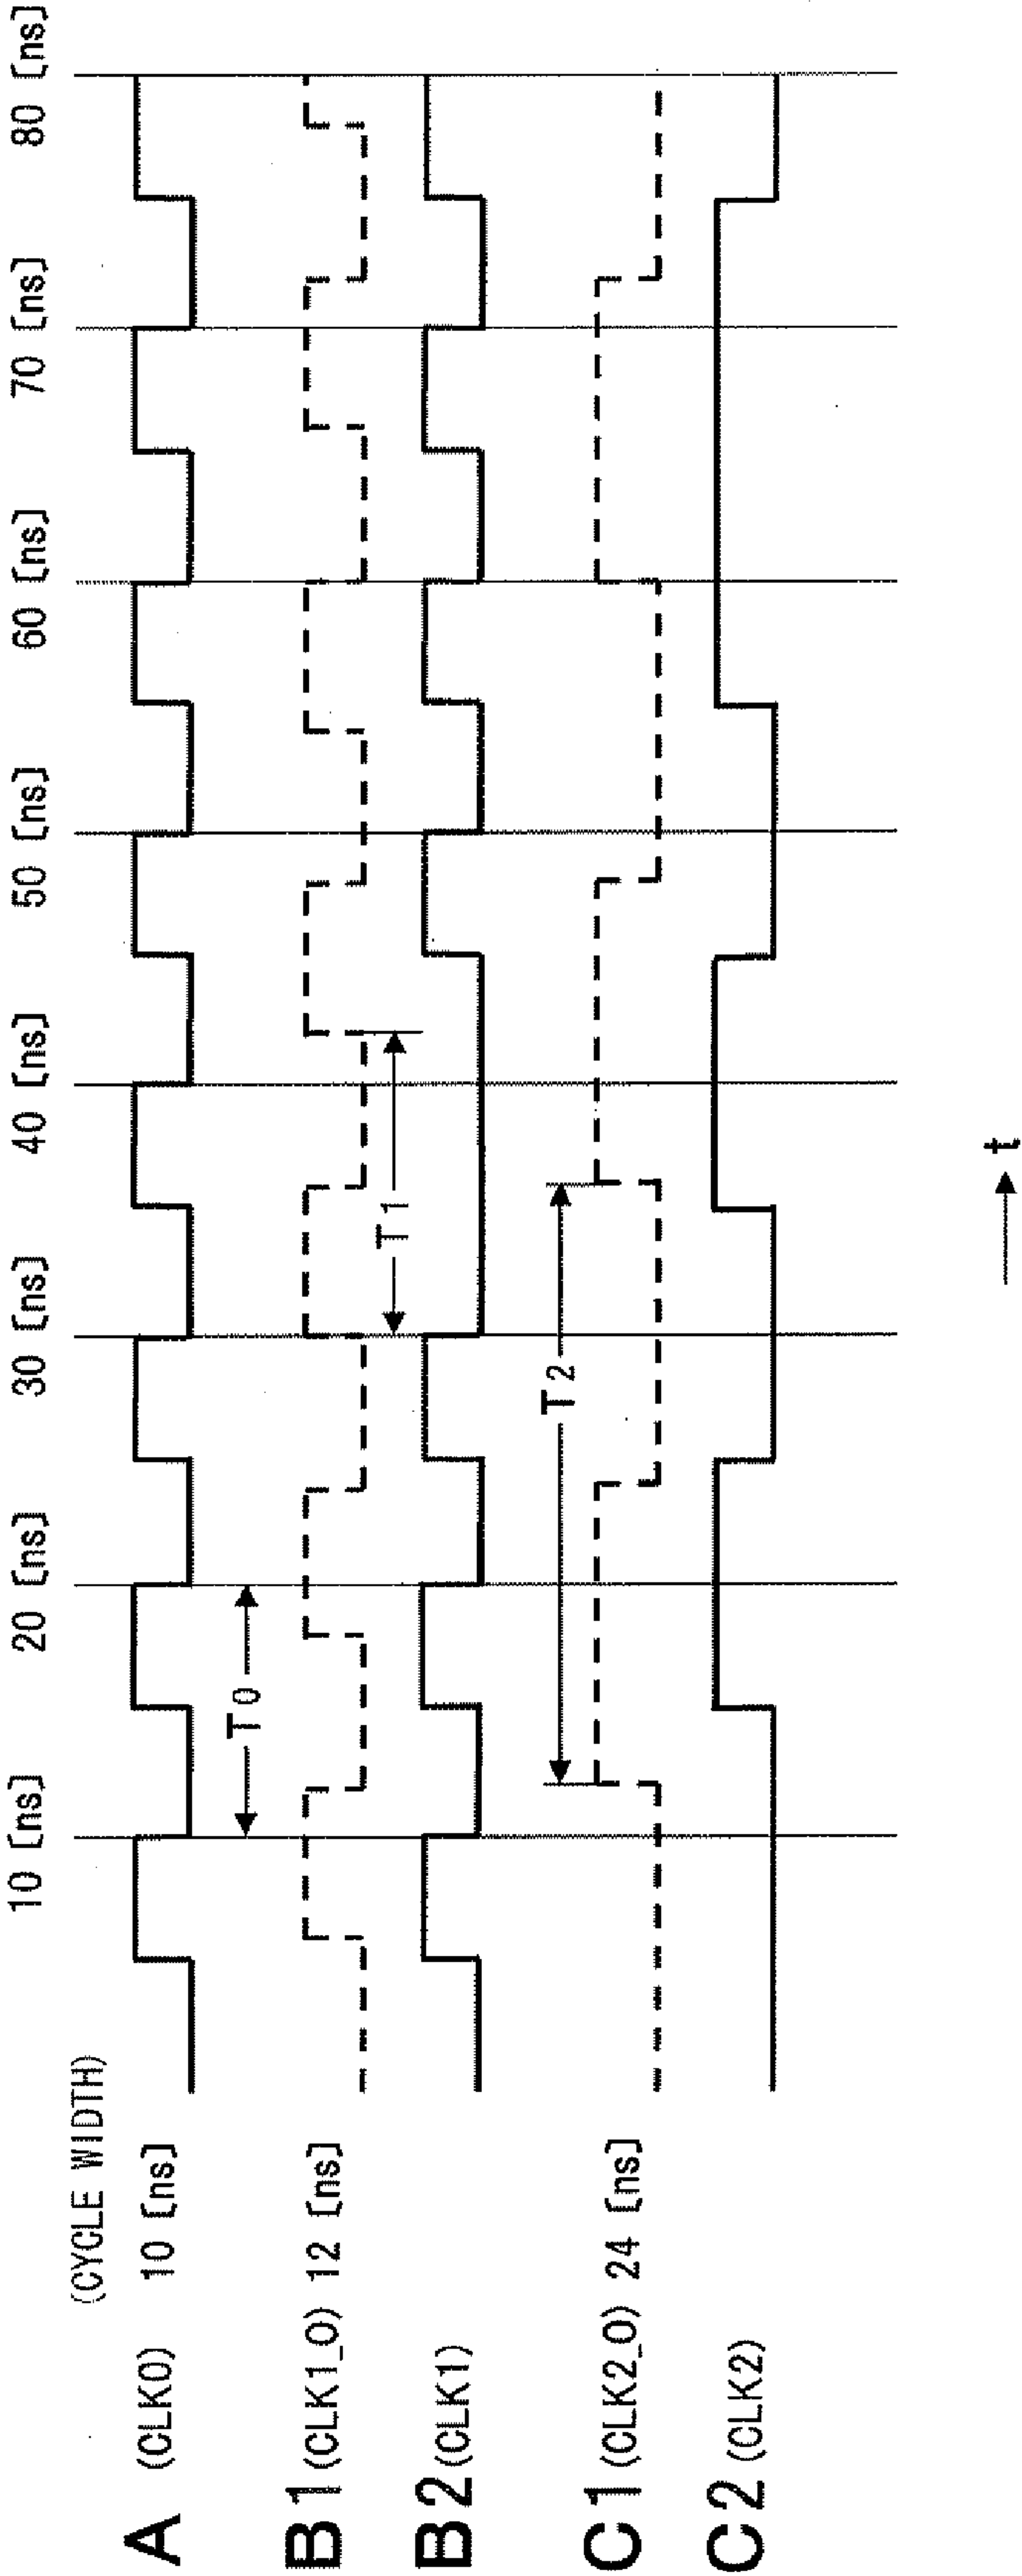 10 [ns] 20 [ns] 30 [ns] 40 [ns] 50 [ns] 60 [ns] 70 [ns] 80 [ns]
(CYCLE WIDTH)
A (CLK0) 10 [ns]
T0
B1 (CLK1_0) 12 [ns]
T1
B2 (CLK1)
T2
C1 (CLK2_0) 24 [ns]
C2 (CLK2)
t